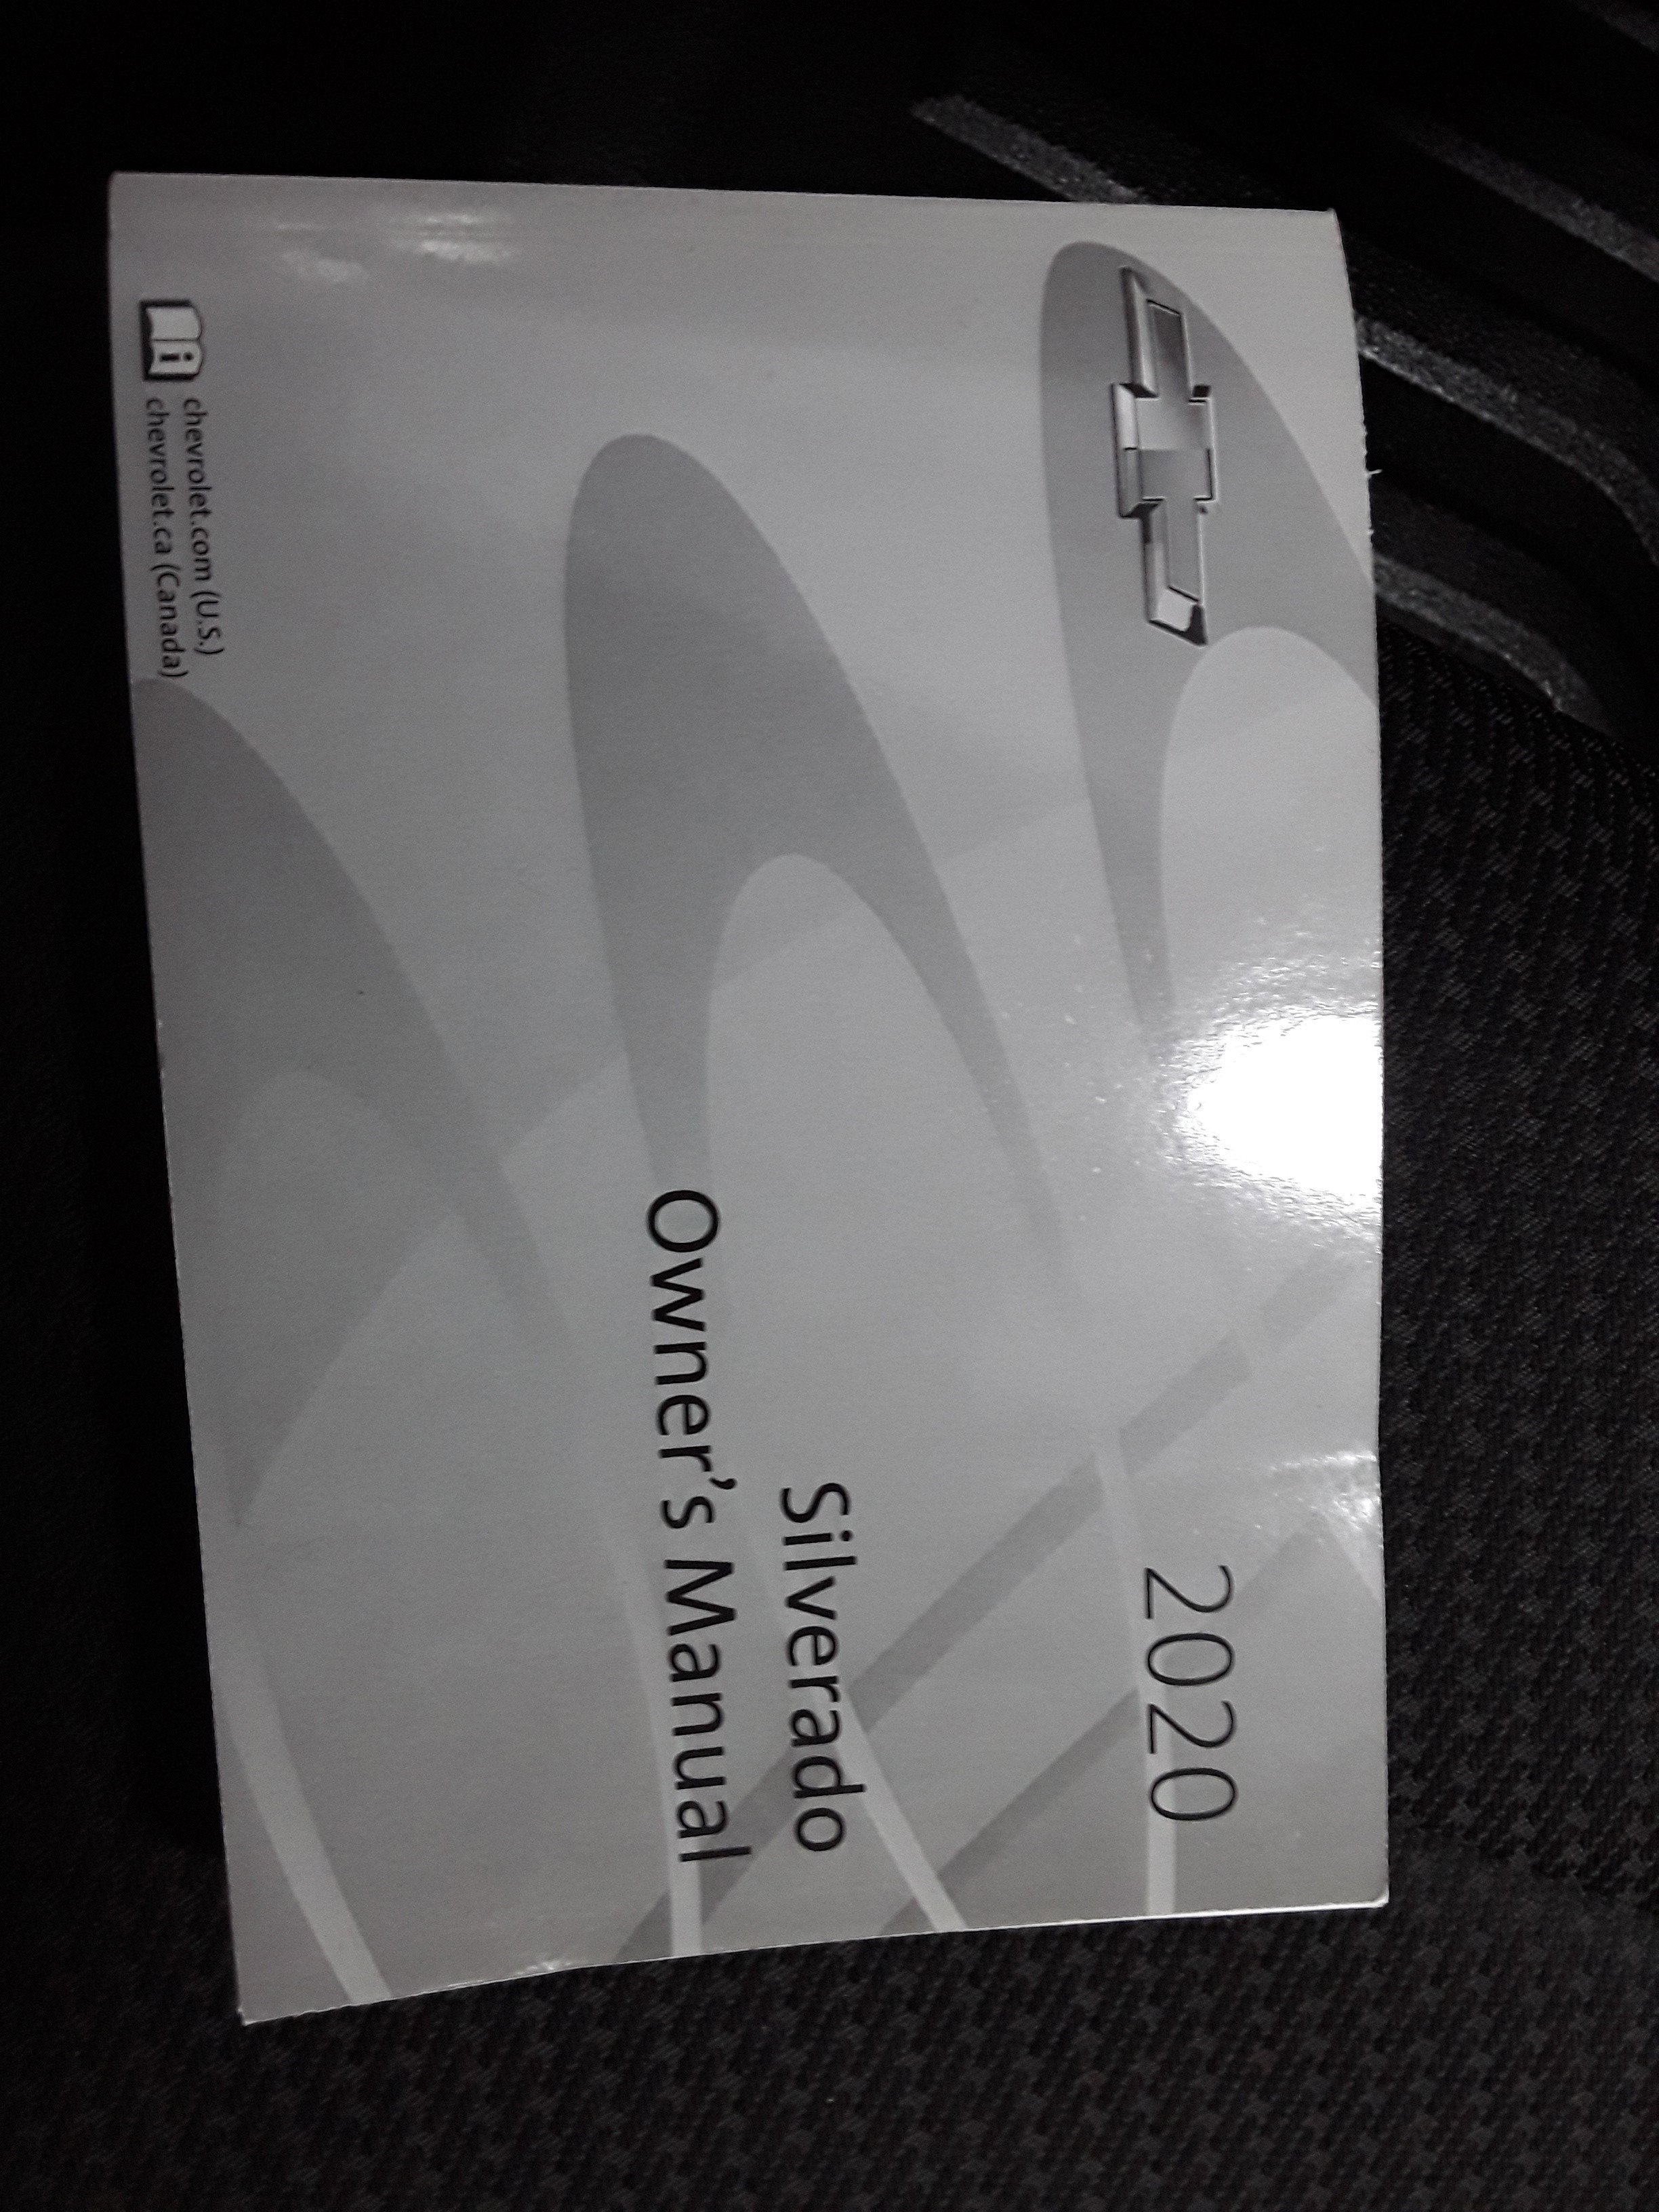 2020
Silverado
Owner's Manual
i
chevrolet.com (U.S.)
chevrolet.ca (Canada)